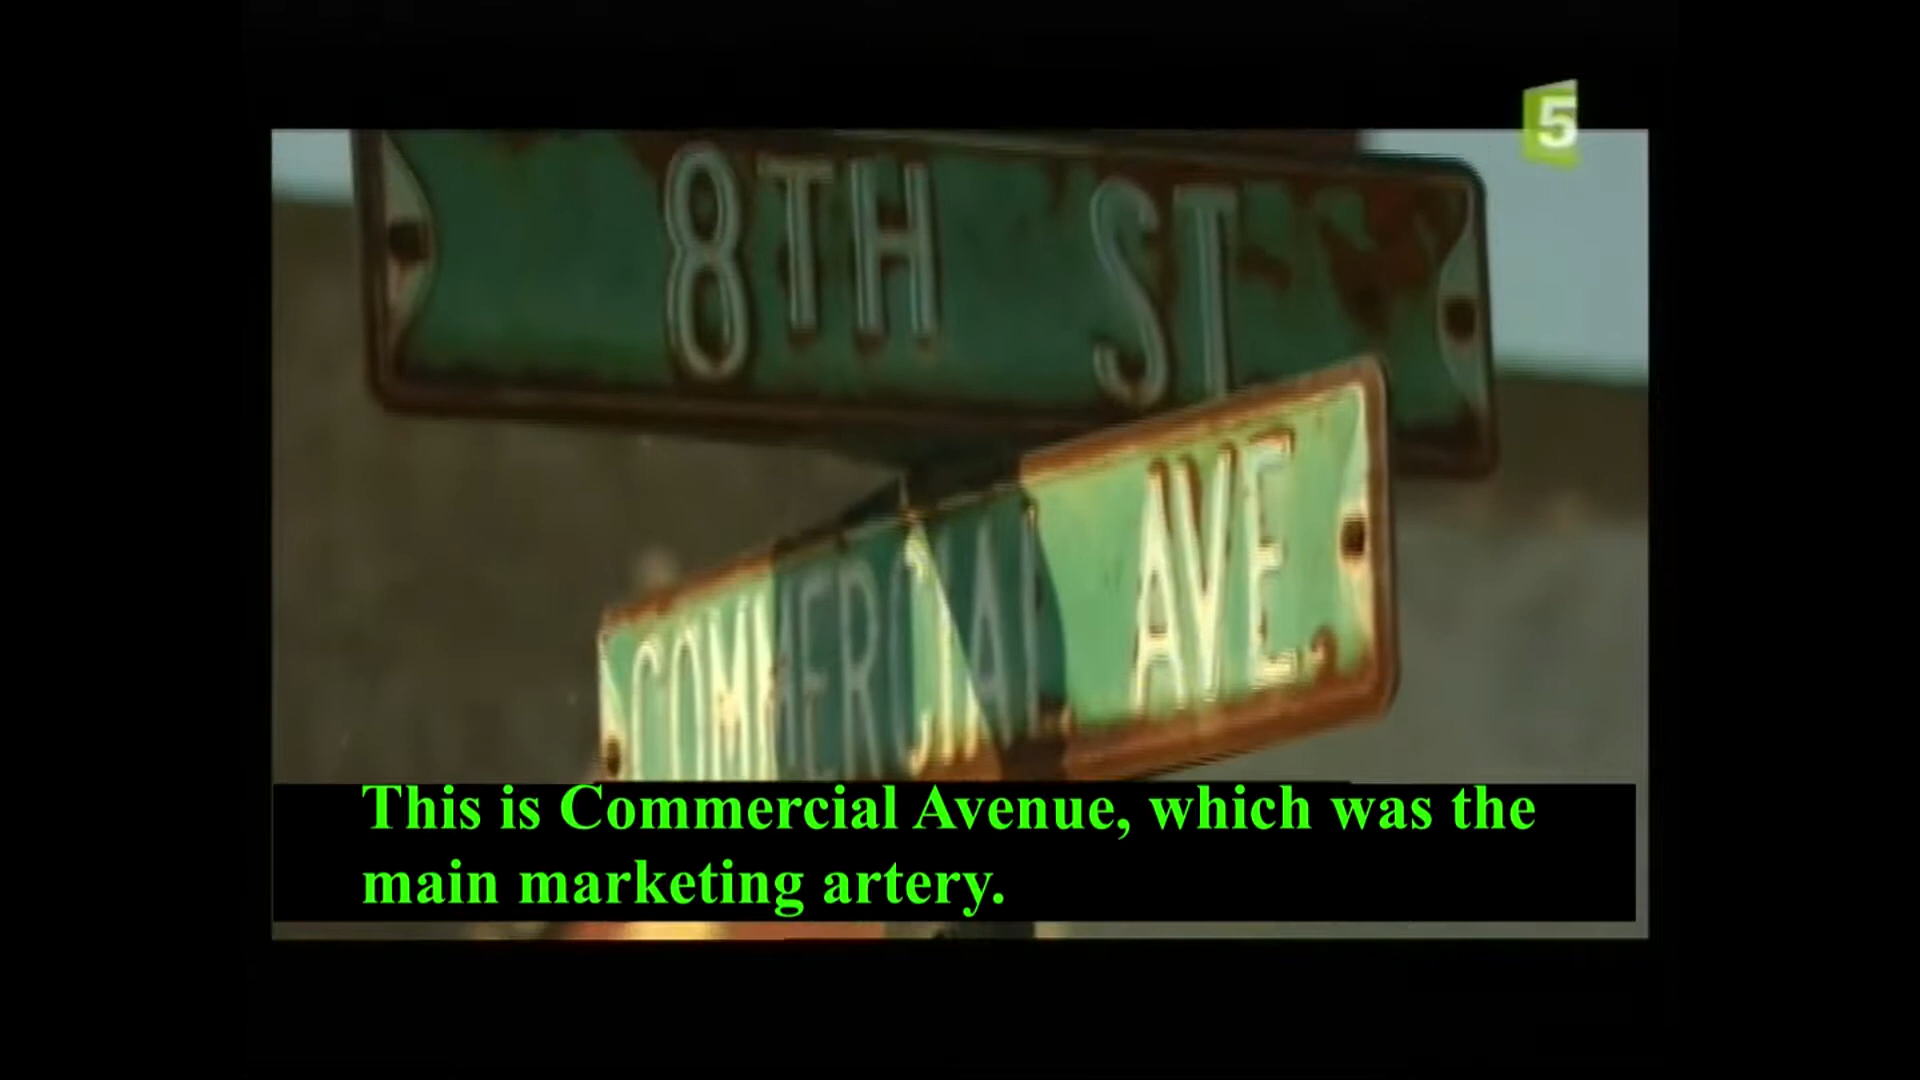 5
8TH ST
COMMERCIAL AVE.
This is Commercial Avenue, which was the
main marketing artery.